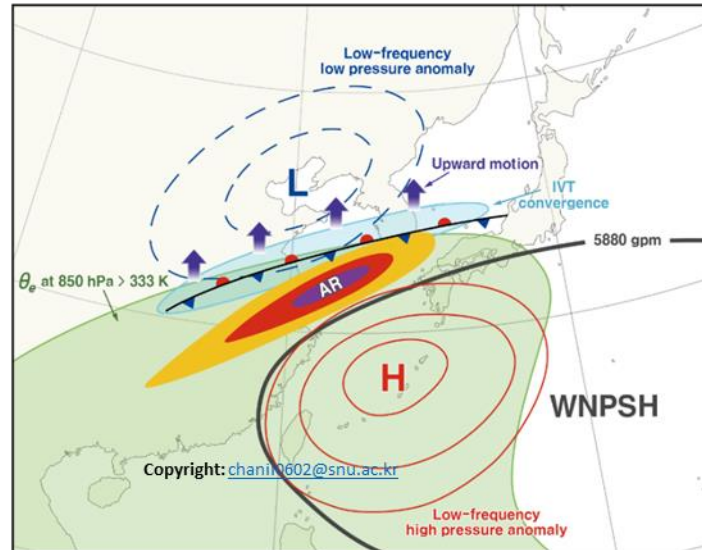 Low-frequency
low pressure anomaly
L
Upward motion
IVT
convergence
5880 gpm
θe at 850 hPa > 333 K
AR
H
WNPSH
Copyright: chanil0602@snu.ac.kr
Low-frequency
high pressure anomaly